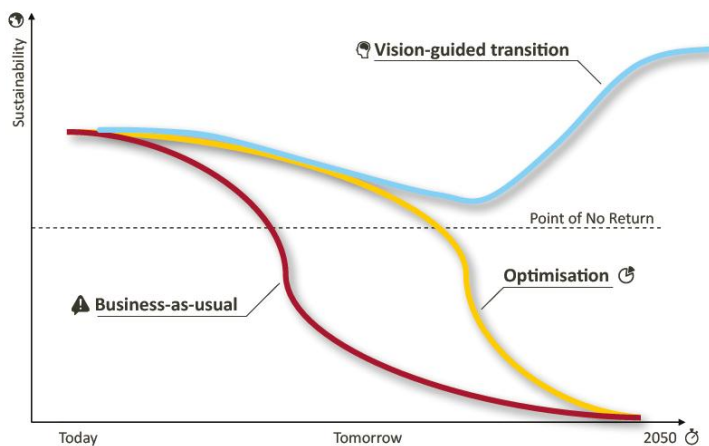 Sustainability
Vision-guided transition
Point of No Return
Optimisation
Business-as-usual
Today
Tomorrow
2050